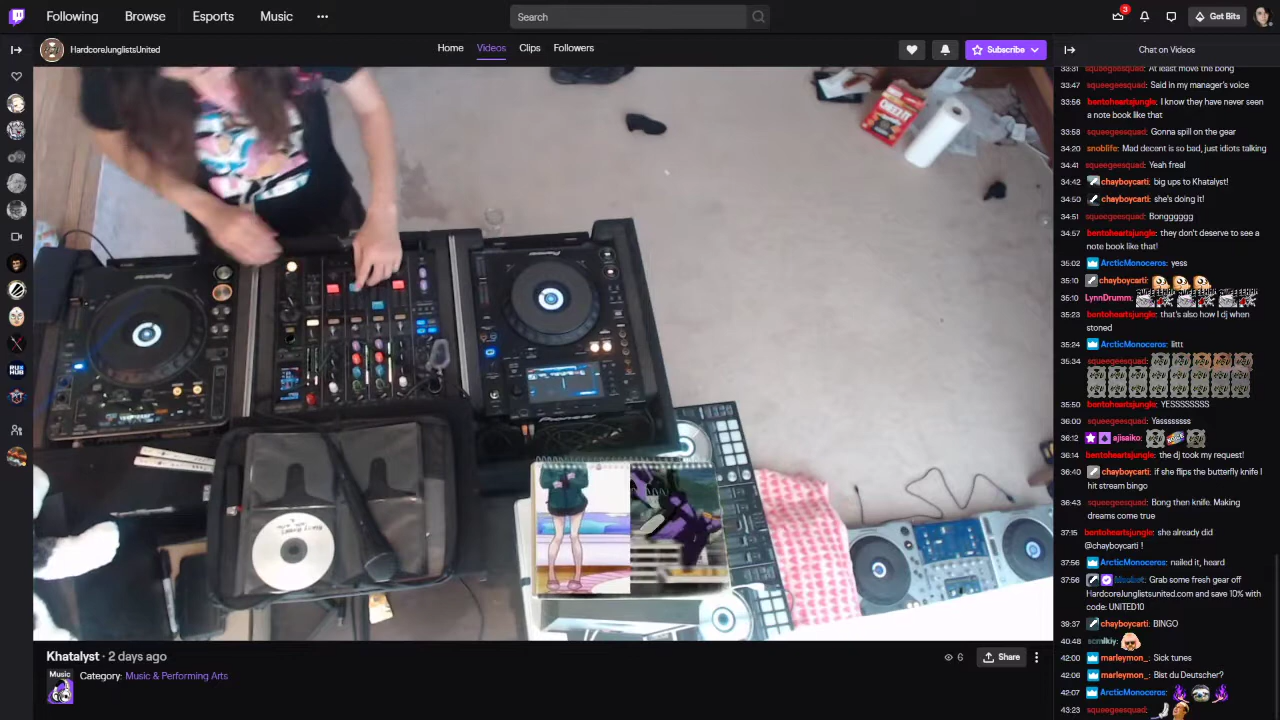 Following
Browse
Esports
Music
Search
3
Get Bits
HardcoreJunglistsUnited
Home
Videos
Clips
Followers
Subscribe
Chat on Videos
33:31 squeegeesquad: At least move the bong
33:47 squeegeesquad: Said in my manager's voice
33:56 bentoheartsjungle: I know they have never seen
a note book like that
33:58 squeegeesquad: Gonna spill on the gear
34:20 snoblife: Mad decent is so bad, just idiots talking
34:41 squeegeesquad: Yeah freal
34:42 chayboycarti: big ups to Khatalyst!
34:50 chayboycarti: she's doing it!
34:51 squeegeesquad: Bonggggg
34:57 bentoheartsjungle: they don't deserve to see a
note book like that!
35:02 ArcticMonoceros: yess
35:10 chayboycarti:
35:10 LynnDrumm:
35:23 bentoheartsjungle: that's also how I dj when
stoned
35:24 ArcticMonoceros: littt
35:34 squeegeesquad:
35:50 bentoheartsjungle: YESSSSSSSS
36:00 squeegeesquad: Yasssssss
36:12 ajisaiko:
36:14 bentoheartsjungle: the dj took my request!
36:40 chayboycarti: if she flips the butterfly knife I
hit stream bingo
36:43 squeegeesquad: Bong then knife. Making
dreams come true
37:15 bentoheartsjungle: she already did
@chayboycarti !
37:56 ArcticMonoceros: nailed it, heard
37:56 Grab some fresh gear off
HardcoreJunglistsunited.com and save 10% with
code: UNITED10
39:37 chayboycarti: BINGO
40:48 scmilkiy:
42:00 marleymon_: Sick tunes
42:06 marleymon_: Bist du Deutscher?
42:07 ArcticMonoceros:
43:23 squeegeesquad:
CHEEZ-IT
Khatalyst · 2 days ago
6
Share
Music
Category: Music & Performing Arts